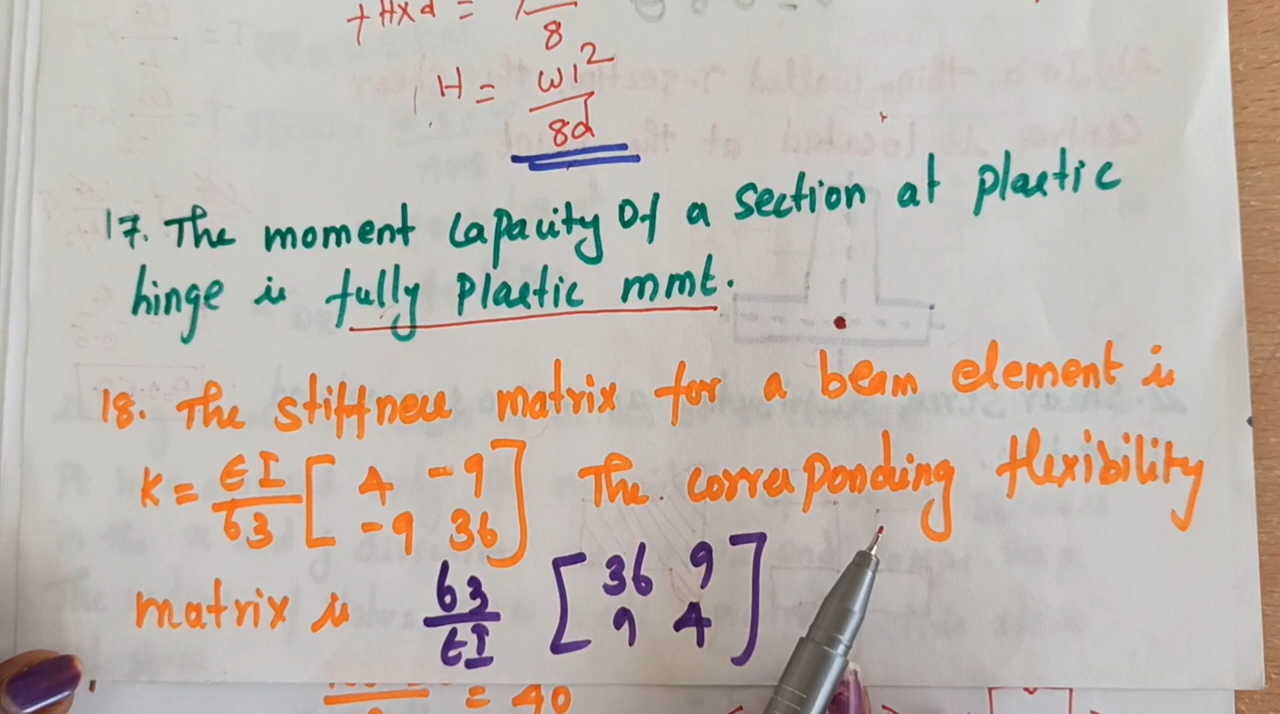 + H×d =
8
H = wl²
8d
17. The moment capacity Of a section at plastic
hinge is fully plastic mmt.
18. The stiffness matrix for a beam element is
K = EI/63 [ 4 -9
-9 36 ] The corresponding flexibility
matrix is 63/EI [ 36 9
9 4 ]
= 40